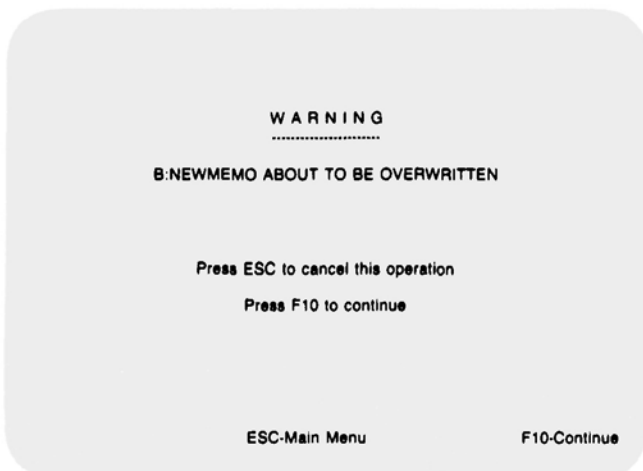 W A R N I N G
--------------------
B:NEWMEMO ABOUT TO BE OVERWRITTEN
Press ESC to cancel this operation
Press F10 to continue
ESC-Main Menu F10-Continue